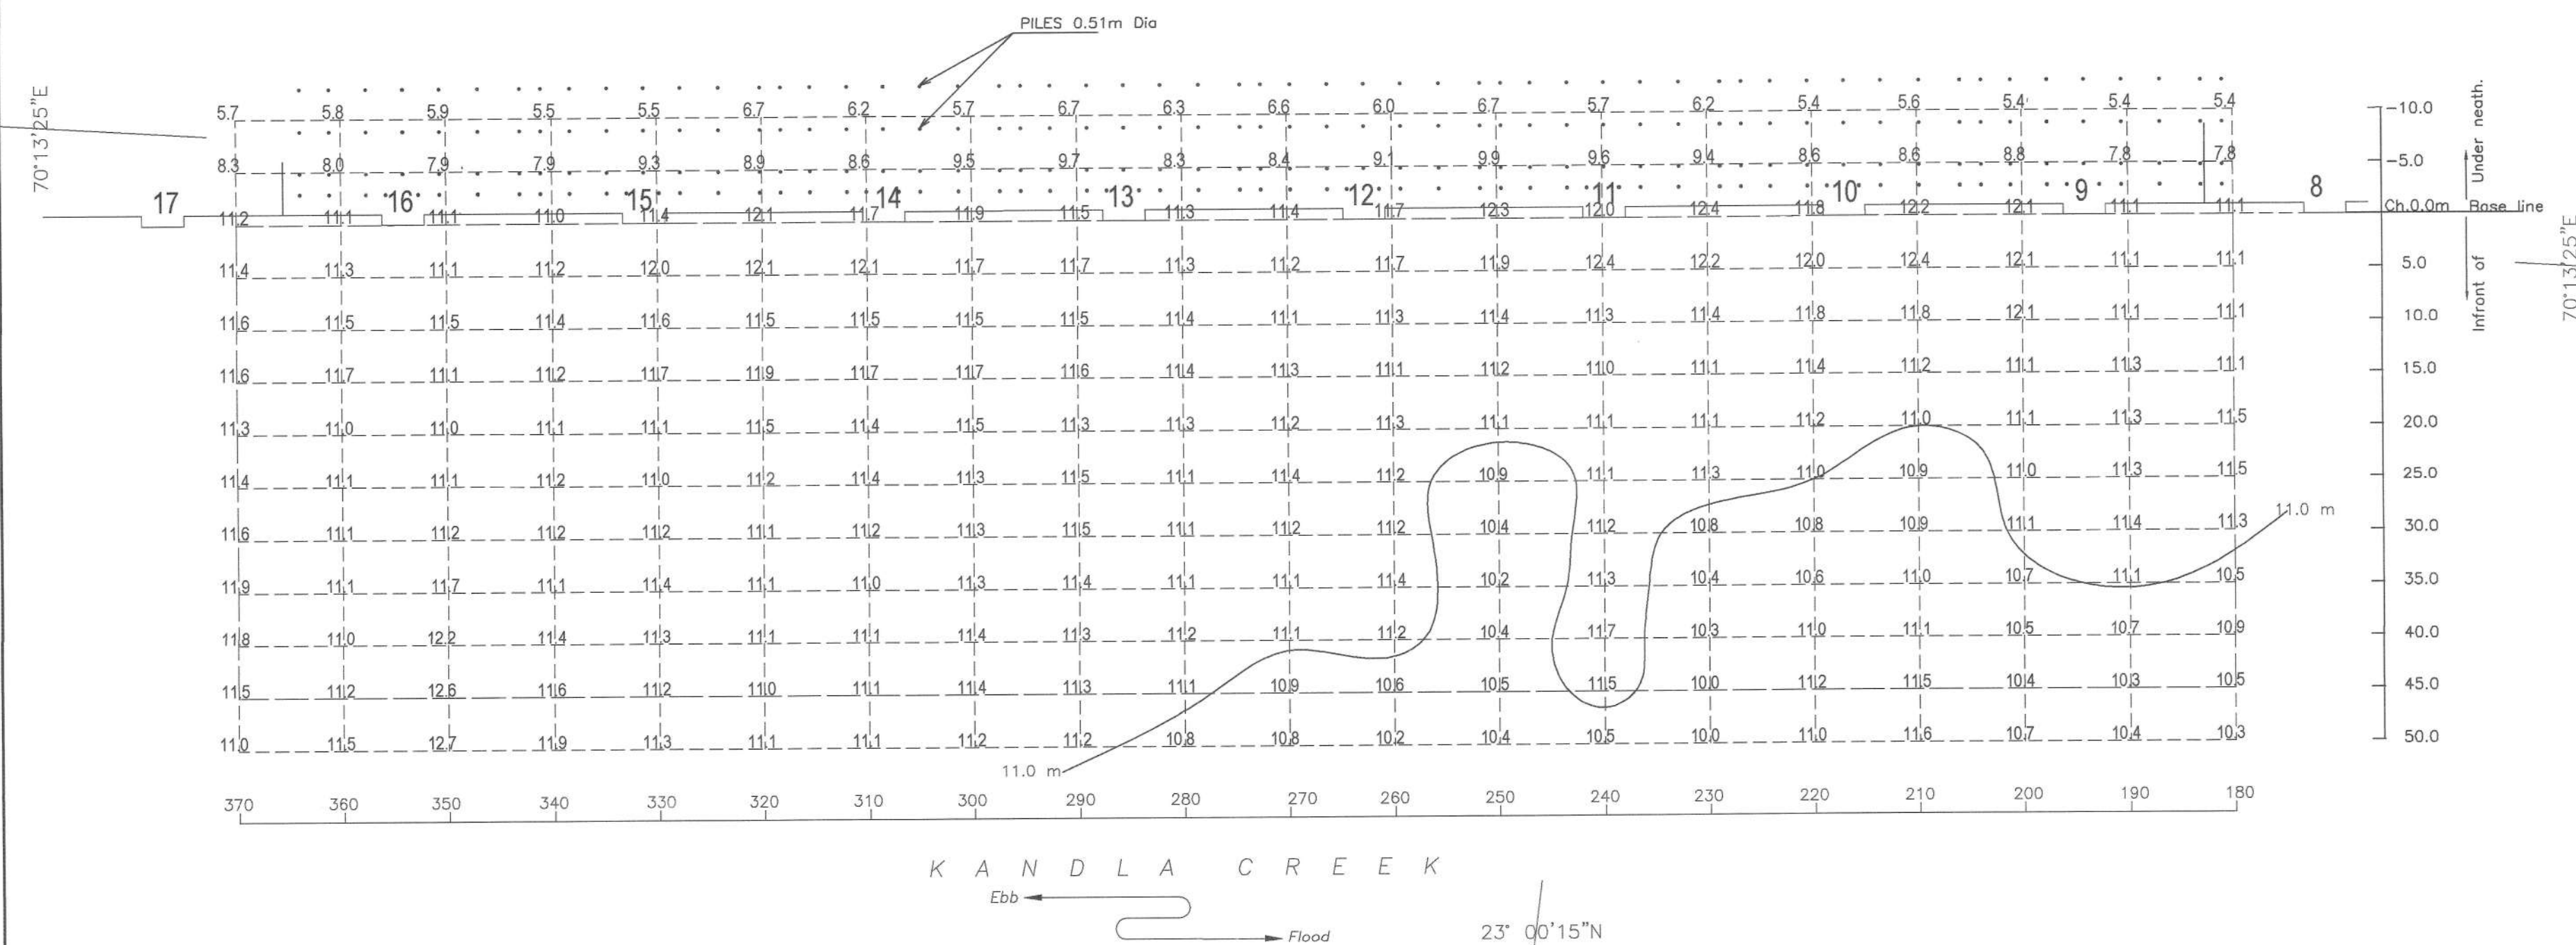 PILES 0.51m Dia
70°13'25"E
5.7 5.8 5.9 5.5 5.5 6.7 6.2 5.7 6.7 6.3 6.6 6.0 6.7 5.7 6.2 5.4 5.6 5.4 5.4 5.4 -10.0
Under neath.
8.3 8.0 7.9 7.9 9.3 8.9 8.6 9.5 9.7 8.3 8.4 9.1 9.9 9.6 9.4 8.6 8.6 8.8 7.8 7.8 -5.0
17 16 15 14 13 12 11 10 9 8
11.2 11.1 11.1 11.0 11.4 12.1 11.7 11.9 11.5 11.3 11.4 11.7 12.3 12.0 12.4 11.8 12.2 12.1 11.1 11.1 Ch.0.0m Base line
11.4 11.3 11.1 11.2 12.0 12.1 12.1 11.7 11.7 11.3 11.2 11.7 11.9 12.4 12.2 12.0 12.4 12.1 11.1 11.1 5.0
Infront of
70°13'25"E
11.6 11.5 11.5 11.4 11.6 11.5 11.5 11.5 11.5 11.4 11.1 11.3 11.4 11.3 11.4 11.8 11.8 12.1 11.1 11.1 10.0
11.6 11.7 11.1 11.2 11.7 11.9 11.7 11.7 11.6 11.4 11.3 11.1 11.2 11.0 11.1 11.4 11.2 11.1 11.3 11.1 15.0
11.3 11.0 11.0 11.1 11.1 11.5 11.4 11.5 11.3 11.3 11.2 11.3 11.1 11.1 11.1 11.2 11.0 11.1 11.3 11.5 20.0
11.4 11.1 11.1 11.2 11.0 11.2 11.4 11.3 11.5 11.1 11.4 11.2 10.9 11.1 11.3 11.0 10.9 11.0 11.3 11.5 25.0
11.0 m
11.6 11.1 11.2 11.2 11.2 11.1 11.2 11.3 11.5 11.1 11.2 11.2 10.4 11.2 10.8 10.8 10.9 11.1 11.4 11.3 30.0
11.9 11.1 11.7 11.1 11.4 11.1 11.0 11.3 11.4 11.1 11.1 11.4 10.2 11.3 10.4 10.6 11.0 10.7 11.1 10.5 35.0
11.8 11.0 12.2 11.4 11.3 11.1 11.1 11.4 11.3 11.2 11.1 11.2 10.4 11.7 10.3 11.0 11.1 10.5 10.7 10.9 40.0
11.5 11.2 12.6 11.6 11.2 11.0 11.1 11.4 11.3 11.1 10.9 10.6 10.5 11.5 10.0 11.2 11.5 10.4 10.3 10.5 45.0
11.0 11.5 12.7 11.9 11.3 11.1 11.1 11.2 11.2 10.8 10.8 10.2 10.4 10.5 10.0 11.0 11.6 10.7 10.4 10.3 50.0
11.0 m
370 360 350 340 330 320 310 300 290 280 270 260 250 240 230 220 210 200 190 180
KANDLA CREEK
Ebb
Flood
23° 00'15"N